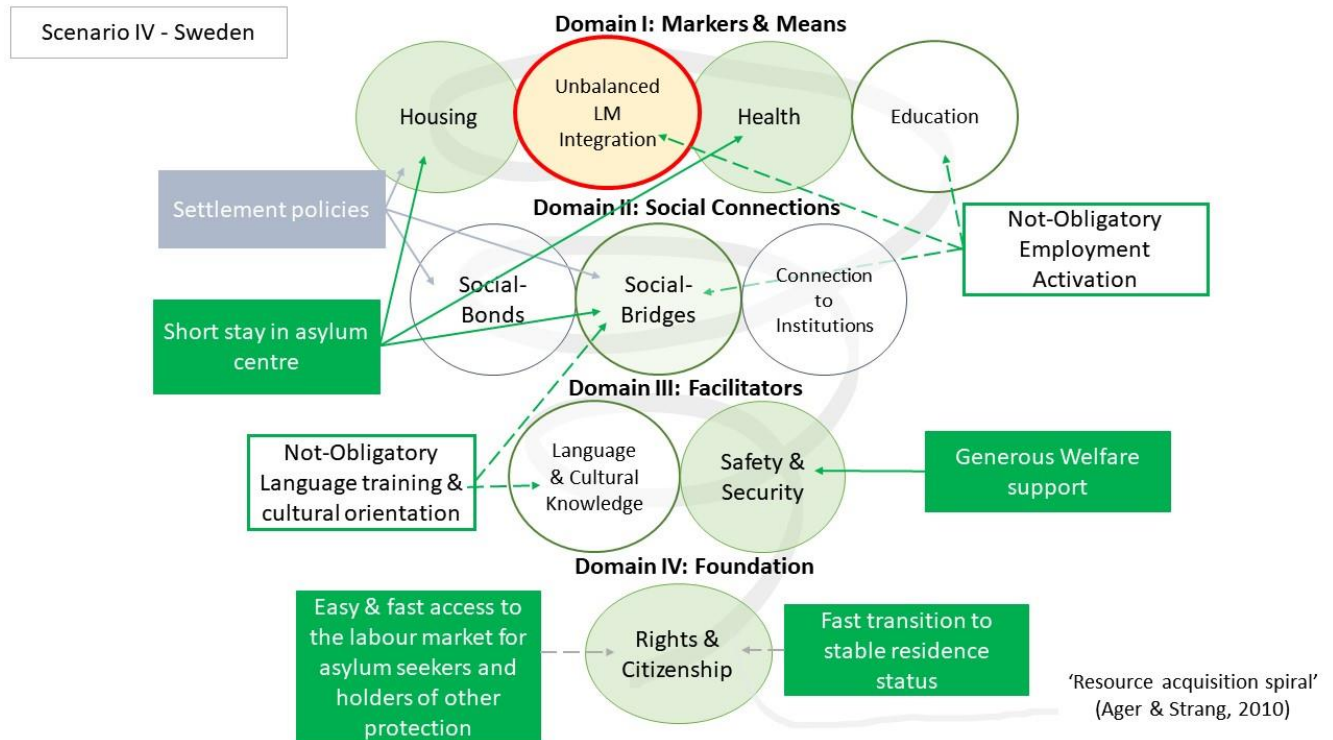 Scenario IV - Sweden
Domain I: Markers & Means
Housing
Unbalanced
LM
Integration
Health
Education
Settlement policies
Domain II: Social Connections
Not-Obligatory
Employment
Activation
Social-
Bonds
Social-
Bridges
Connection
to
Institutions
Short stay in asylum
centre
Domain III: Facilitators
Not-Obligatory
Language training &
cultural orientation
Language
& Cultural
Knowledge
Safety &
Security
Generous Welfare
support
Domain IV: Foundation
Easy & fast access to
the labour market for
asylum seekers and
holders of other
protection
Rights &
Citizenship
Fast transition to
stable residence
status
‘Resource acquisition spiral’
(Ager & Strang, 2010)